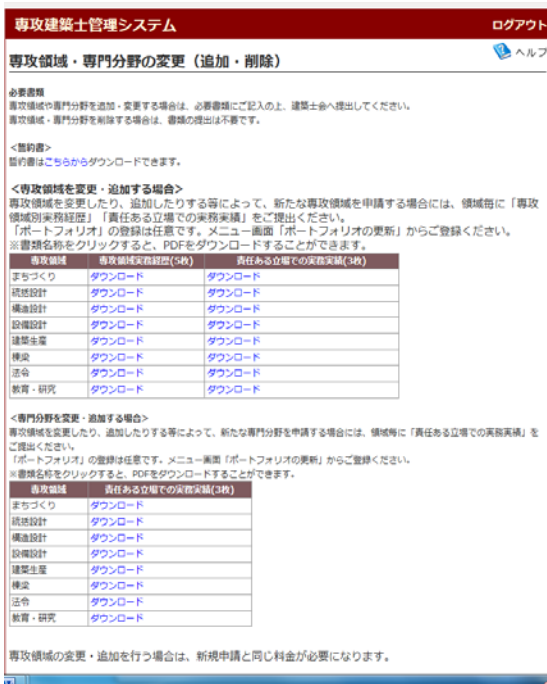 専攻建築士管理システム ログアウト
専攻領域・専門分野の変更（追加・削除） ヘルプ
必要書類
専攻領域や専門分野を追加・変更する場合は、必要書類にご記入の上、建築士会へ提出してください。
専攻領域・専門分野を削除する場合は、書類の提出は不要です。
＜誓約書＞
誓約書はこちらからダウンロードできます。
＜専攻領域を変更・追加する場合＞
専攻領域を変更したり、追加したりする等によって、新たな専攻領域を申請する場合には、領域毎に「専攻
領域別実務経歴」「責任ある立場での実務実績」をご提出ください。
「ポートフォリオ」の登録は任意です。メニュー画面「ポートフォリオの更新」からご登録ください。
※書類名称をクリックすると、PDFをダウンロードすることができます。
専攻領域 専攻領域実務経歴(5枚) 責任ある立場での実務実績(3枚)
まちづくり ダウンロード ダウンロード
統括設計 ダウンロード ダウンロード
構造設計 ダウンロード ダウンロード
設備設計 ダウンロード ダウンロード
建築生産 ダウンロード ダウンロード
棟梁 ダウンロード ダウンロード
法令 ダウンロード ダウンロード
教育・研究 ダウンロード ダウンロード
＜専門分野を変更・追加する場合＞
専攻領域を変更したり、追加したりする等によって、新たな専門分野を申請する場合には、領域毎に「責任ある立場での実務実績」を
ご提出ください。
「ポートフォリオ」の登録は任意です。メニュー画面「ポートフォリオの更新」からご登録ください。
※書類名称をクリックすると、PDFをダウンロードすることができます。
専攻領域 責任ある立場での実務実績(3枚)
まちづくり ダウンロード
統括設計 ダウンロード
構造設計 ダウンロード
設備設計 ダウンロード
建築生産 ダウンロード
棟梁 ダウンロード
法令 ダウンロード
教育・研究 ダウンロード
専攻領域の変更・追加を行う場合は、新規申請と同じ料金が必要になります。